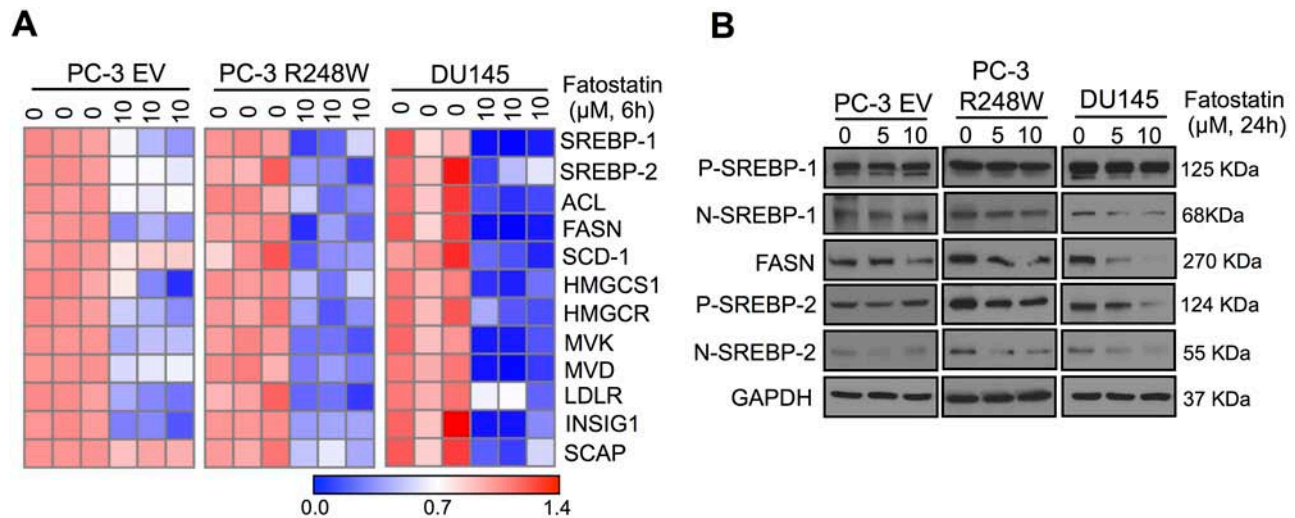 A
PC-3 EV PC-3 R248W DU145 Fatostatin
0 0 0 10 10 10 0 0 0 10 10 10 0 0 0 10 10 10 (µM, 6h)
SREBP-1
SREBP-2
ACL
FASN
SCD-1
HMGCS1
HMGCR
MVK
MVD
LDLR
INSIG1
SCAP
0.0 0.7 1.4
B
PC-3
PC-3 EV R248W DU145 Fatostatin
0 5 10 0 5 10 0 5 10 (µM, 24h)
P-SREBP-1 125 KDa
N-SREBP-1 68KDa
FASN 270 KDa
P-SREBP-2 124 KDa
N-SREBP-2 55 KDa
GAPDH 37 KDa